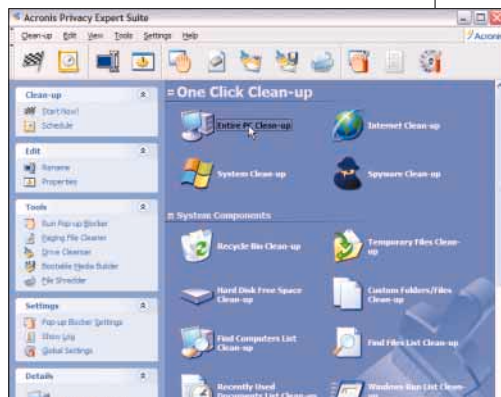 Acronis Privacy Expert Suite
Clean-up Edit View Tools Settings Help
Acronis
Clean-up
Start Now!
Schedule
Edit
Rename
Properties
Tools
Run Pop-up Blocker
Paging File Cleaner
Drive Cleanser
Bootable Media Builder
File Shredder
Settings
Pop-up Blocker Settings
Show Log
Global Settings
Details
One Click Clean-up
Entire PC Clean-up
Internet Clean-up
System Clean-up
Spyware Clean-up
System Components
Recycle Bin Clean-up
Temporary Files Clean-
up
Hard Disk Free Space
Clean-up
Custom Folders/Files
Clean-up
Find Computers List
Clean-up
Find Files List Clean-
up
Recently Used
Documents List Clean-up
Windows Run List Clean-